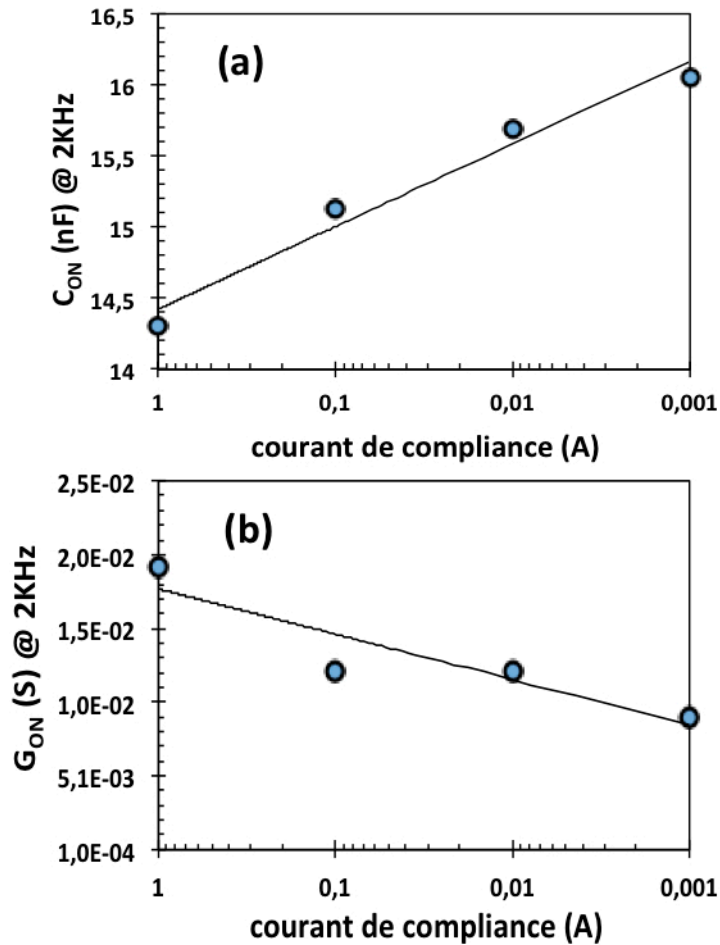 16,5
(a)
16
15,5
15
14,5
14
C_ON (nF) @ 2KHz
1 0,1 0,01 0,001
courant de compliance (A)
2,5E-02
(b)
2,0E-02
1,5E-02
1,0E-02
5,1E-03
1,0E-04
G_ON (S) @ 2KHz
1 0,1 0,01 0,001
courant de compliance (A)